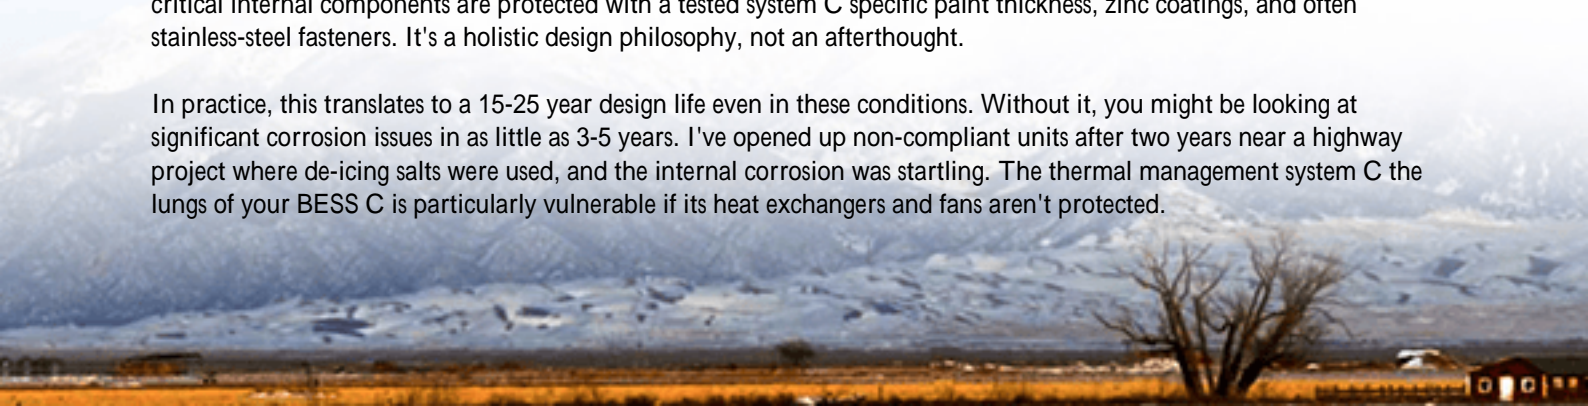 critical internal components are protected with a tested system C specific paint thickness, zinc coatings, and often
stainless-steel fasteners. It's a holistic design philosophy, not an afterthought.
In practice, this translates to a 15-25 year design life even in these conditions. Without it, you might be looking at
significant corrosion issues in as little as 3-5 years. I've opened up non-compliant units after two years near a highway
project where de-icing salts were used, and the internal corrosion was startling. The thermal management system C the
lungs of your BESS C is particularly vulnerable if its heat exchangers and fans aren't protected.